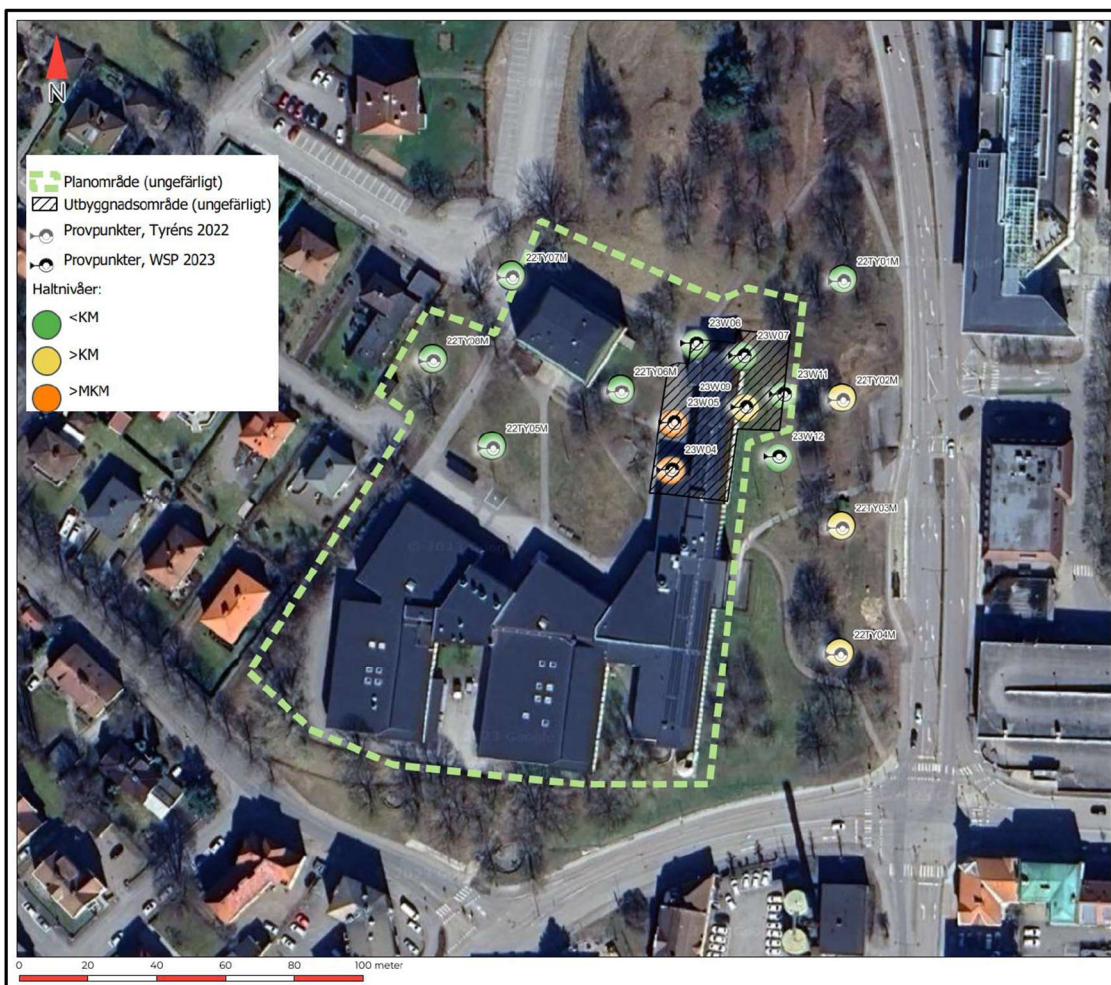 N
Planområde (ungefärligt)
Utbyggnadsområde (ungefärligt)
Provpunkter, Tyréns 2022
Provpunkter, WSP 2023
Haltnivåer:
<KM
>KM
>MKM
22TY07M
22TY01M
23W06
23W07
22TY08M
22TY06M
23W09
23W11
22TY02M
23W05
22TY05M
23W04
23W12
22TY03M
22TY04M
0 20 40 60 80 100 meter